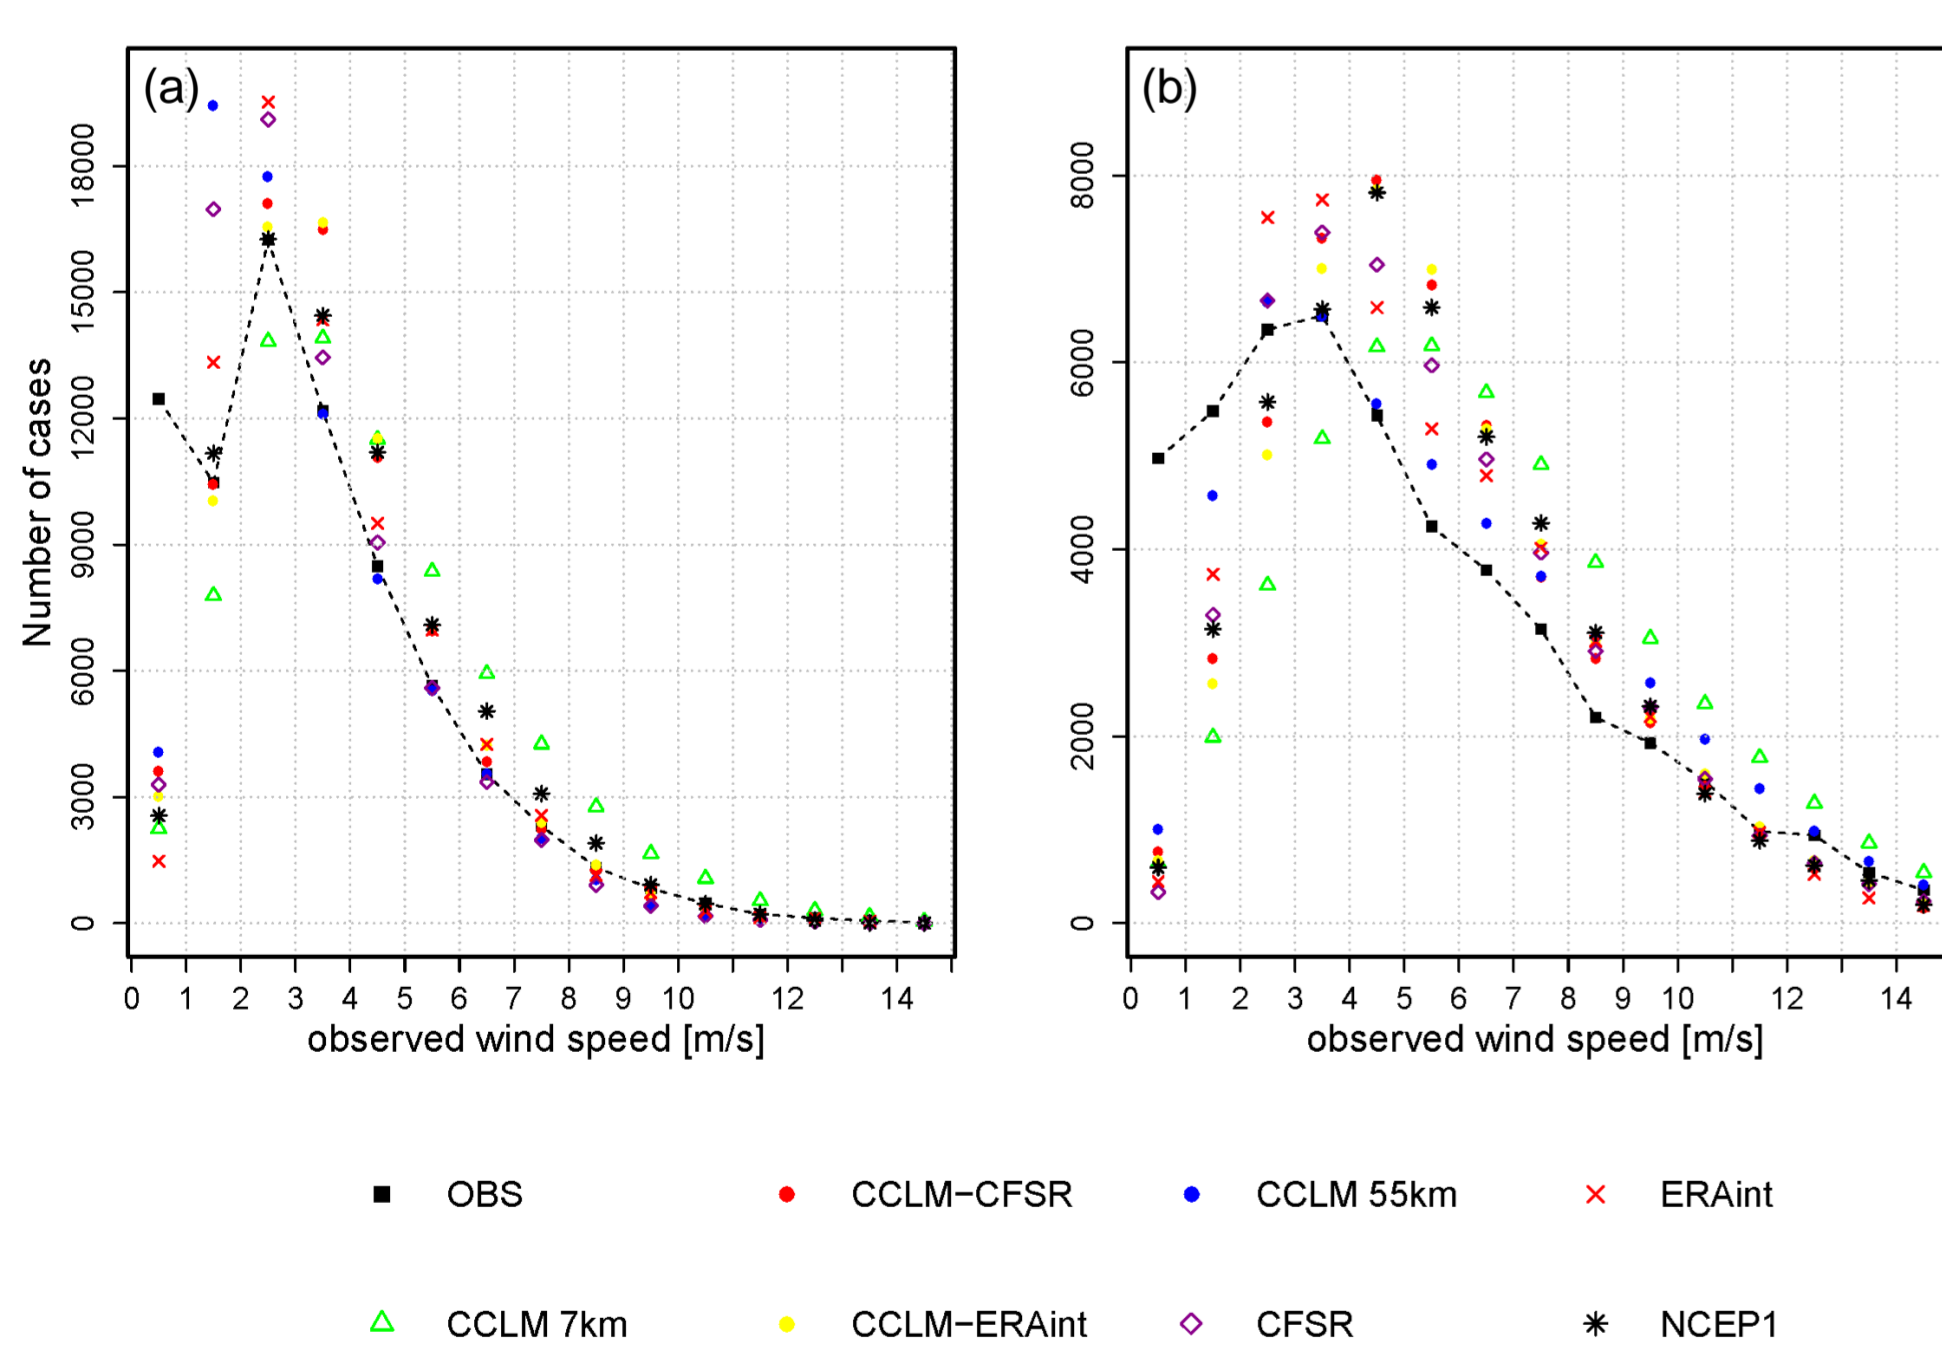 (a)
(b)
Number of cases
18000
15000
12000
9000
6000
3000
0
8000
6000
4000
2000
0
0 1 2 3 4 5 6 7 8 9 10 12 14
0 1 2 3 4 5 6 7 8 9 10 12 14
observed wind speed [m/s]
observed wind speed [m/s]
OBS
CCLM−CFSR
CCLM 55km
ERAint
CCLM 7km
CCLM−ERAint
CFSR
NCEP1